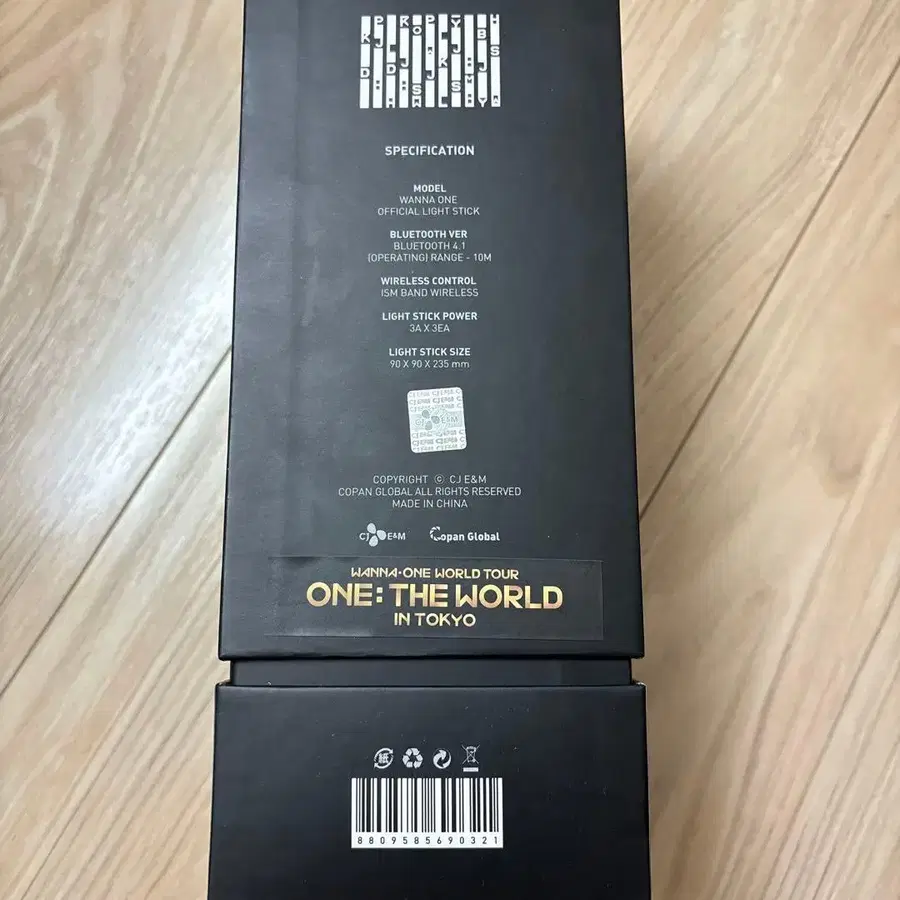 SPECIFICATION
MODEL
WANNA ONE
OFFICIAL LIGHT STICK
BLUETOOTH VER
BLUETOOTH 4.1
(OPERATING) RANGE - 10M
WIRELESS CONTROL
ISM BAND WIRELESS
LIGHT STICK POWER
3A X 3EA
LIGHT STICK SIZE
90 X 90 X 235 mm
CJ E&M
COPYRIGHT ⓒ CJ E&M
COPAN GLOBAL ALL RIGHTS RESERVED
MADE IN CHINA
CJ E&M Copan Global
WANNA·ONE WORLD TOUR
ONE: THE WORLD
IN TOKYO
紙
8809585690321